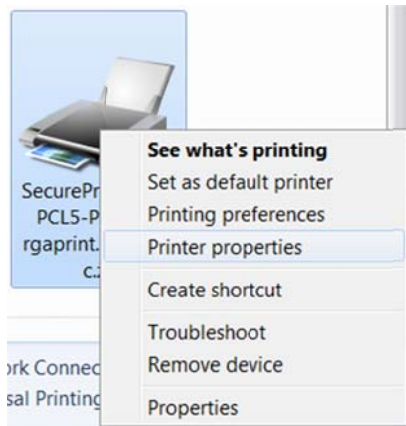 See what's printing
SecurePr
Set as default printer
PCL5-P
Printing preferences
rgaprint.
Printer properties
c.z
Create shortcut
Troubleshoot
ork Connec
Remove device
sal Printing
Properties